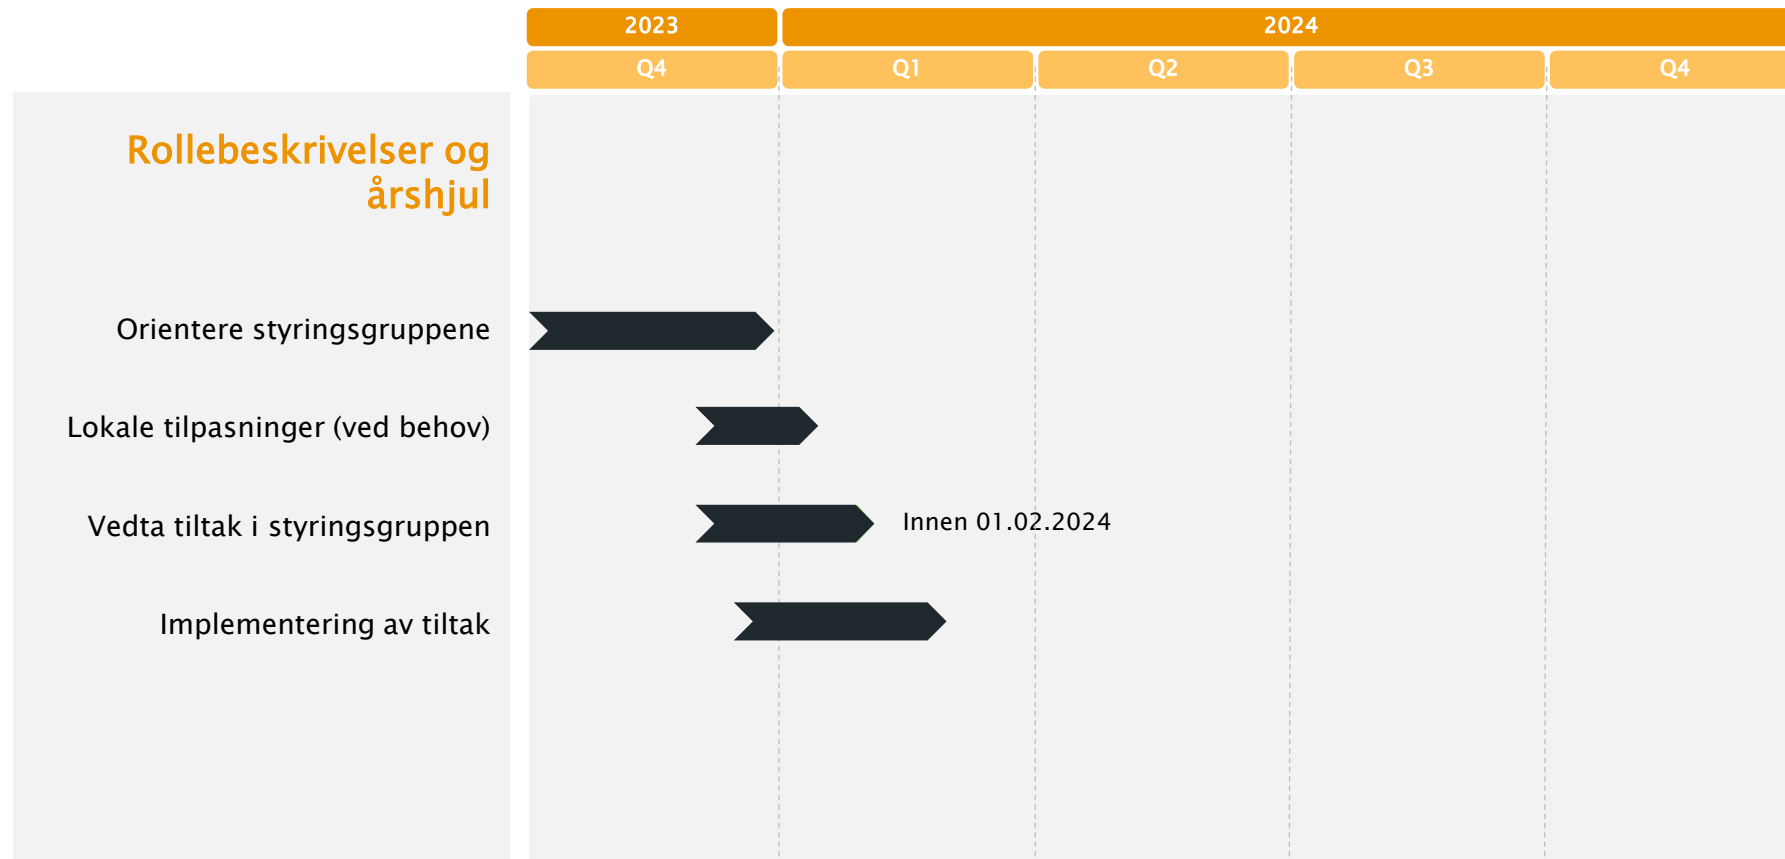 2023
2024
Q4
Q1
Q2
Q3
Q4
Rollebeskrivelser og
årshjul
Orientere styringsgruppene
Lokale tilpasninger (ved behov)
Vedta tiltak i styringsgruppen
Innen 01.02.2024
Implementering av tiltak